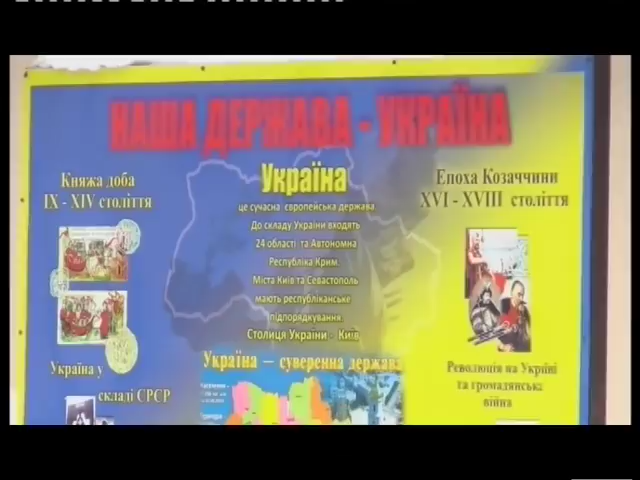 НАША ДЕРЖАВА - УКРАЇНА
Княжа доба
IX - XIV століття
Україна
це сучасна європейська держава
До складу України входять
24 області та Автономна
Республіка Крим.
Міста Київ та Севастополь
мають республіканське
підпорядкування.
Столиця України - Київ
Епоха Козаччини
XVI - XVIII століття
Україна у
складі СРСР
Україна — суверенна держава
Революція на Україні
та громадянська
війна